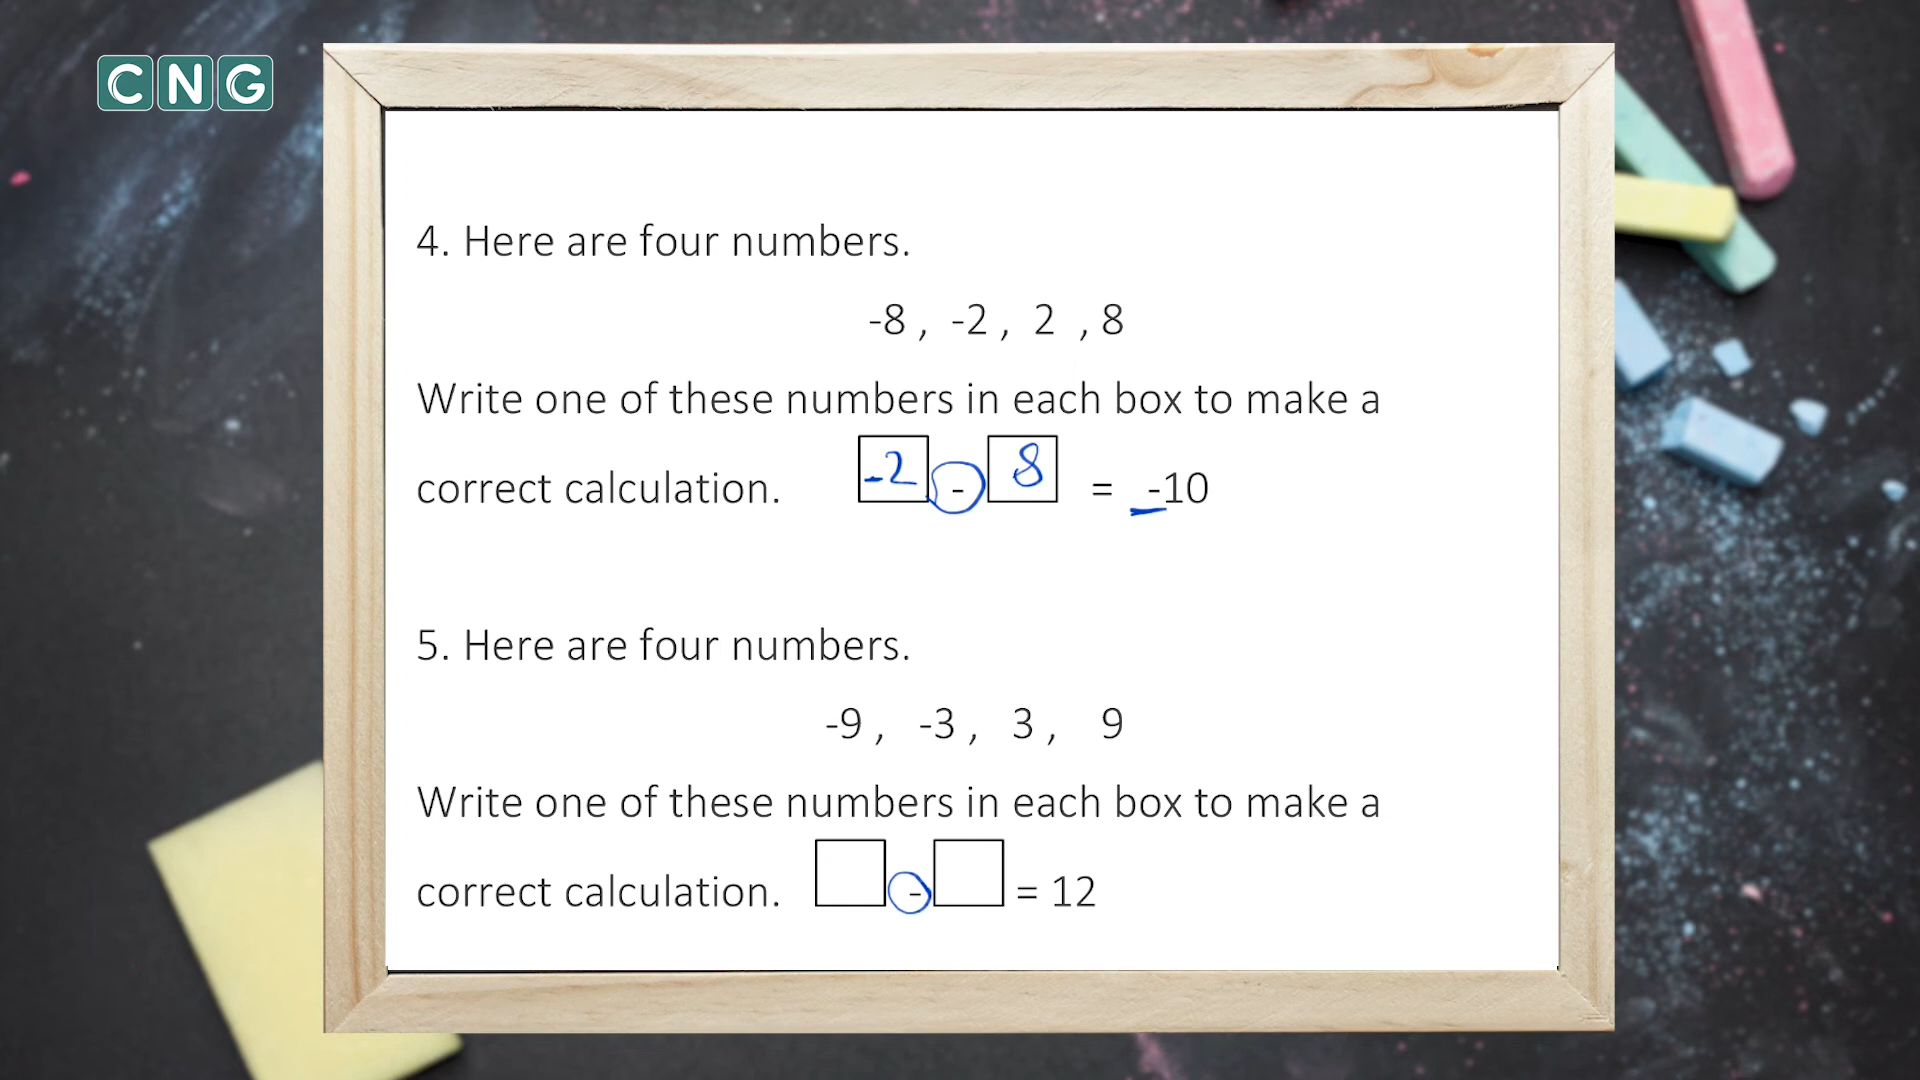 CNG
4. Here are four numbers.
-8 , -2 , 2 , 8
Write one of these numbers in each box to make a
correct calculation. -2 - 8 = -10
5. Here are four numbers.
-9 , -3 , 3 , 9
Write one of these numbers in each box to make a
correct calculation. - = 12